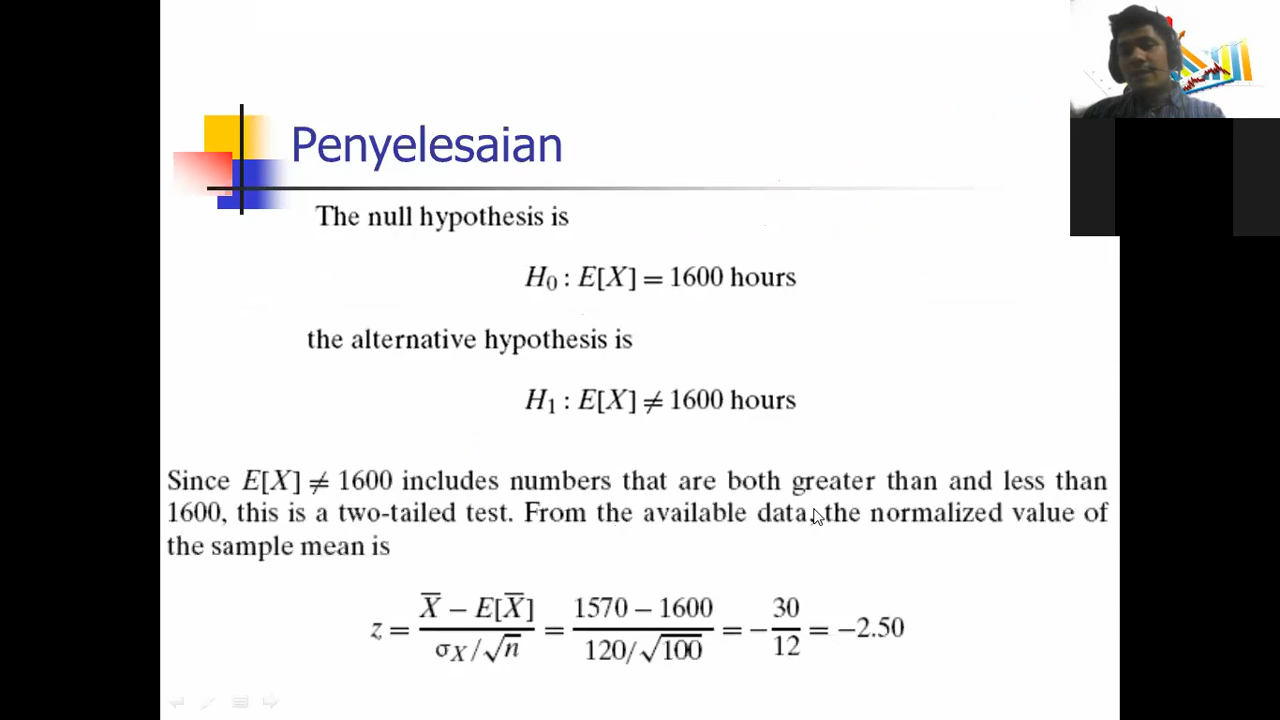 Penyelesaian
The null hypothesis is
H₀ : E[X] = 1600 hours
the alternative hypothesis is
H₁ : E[X] ≠ 1600 hours
Since E[X] ≠ 1600 includes numbers that are both greater than and less than
1600, this is a two-tailed test. From the available data, the normalized value of
the sample mean is
z = (X̅ − E[X̅]) / (σ_X/√n) = (1570 − 1600) / (120/√100) = −30/12 = −2.50